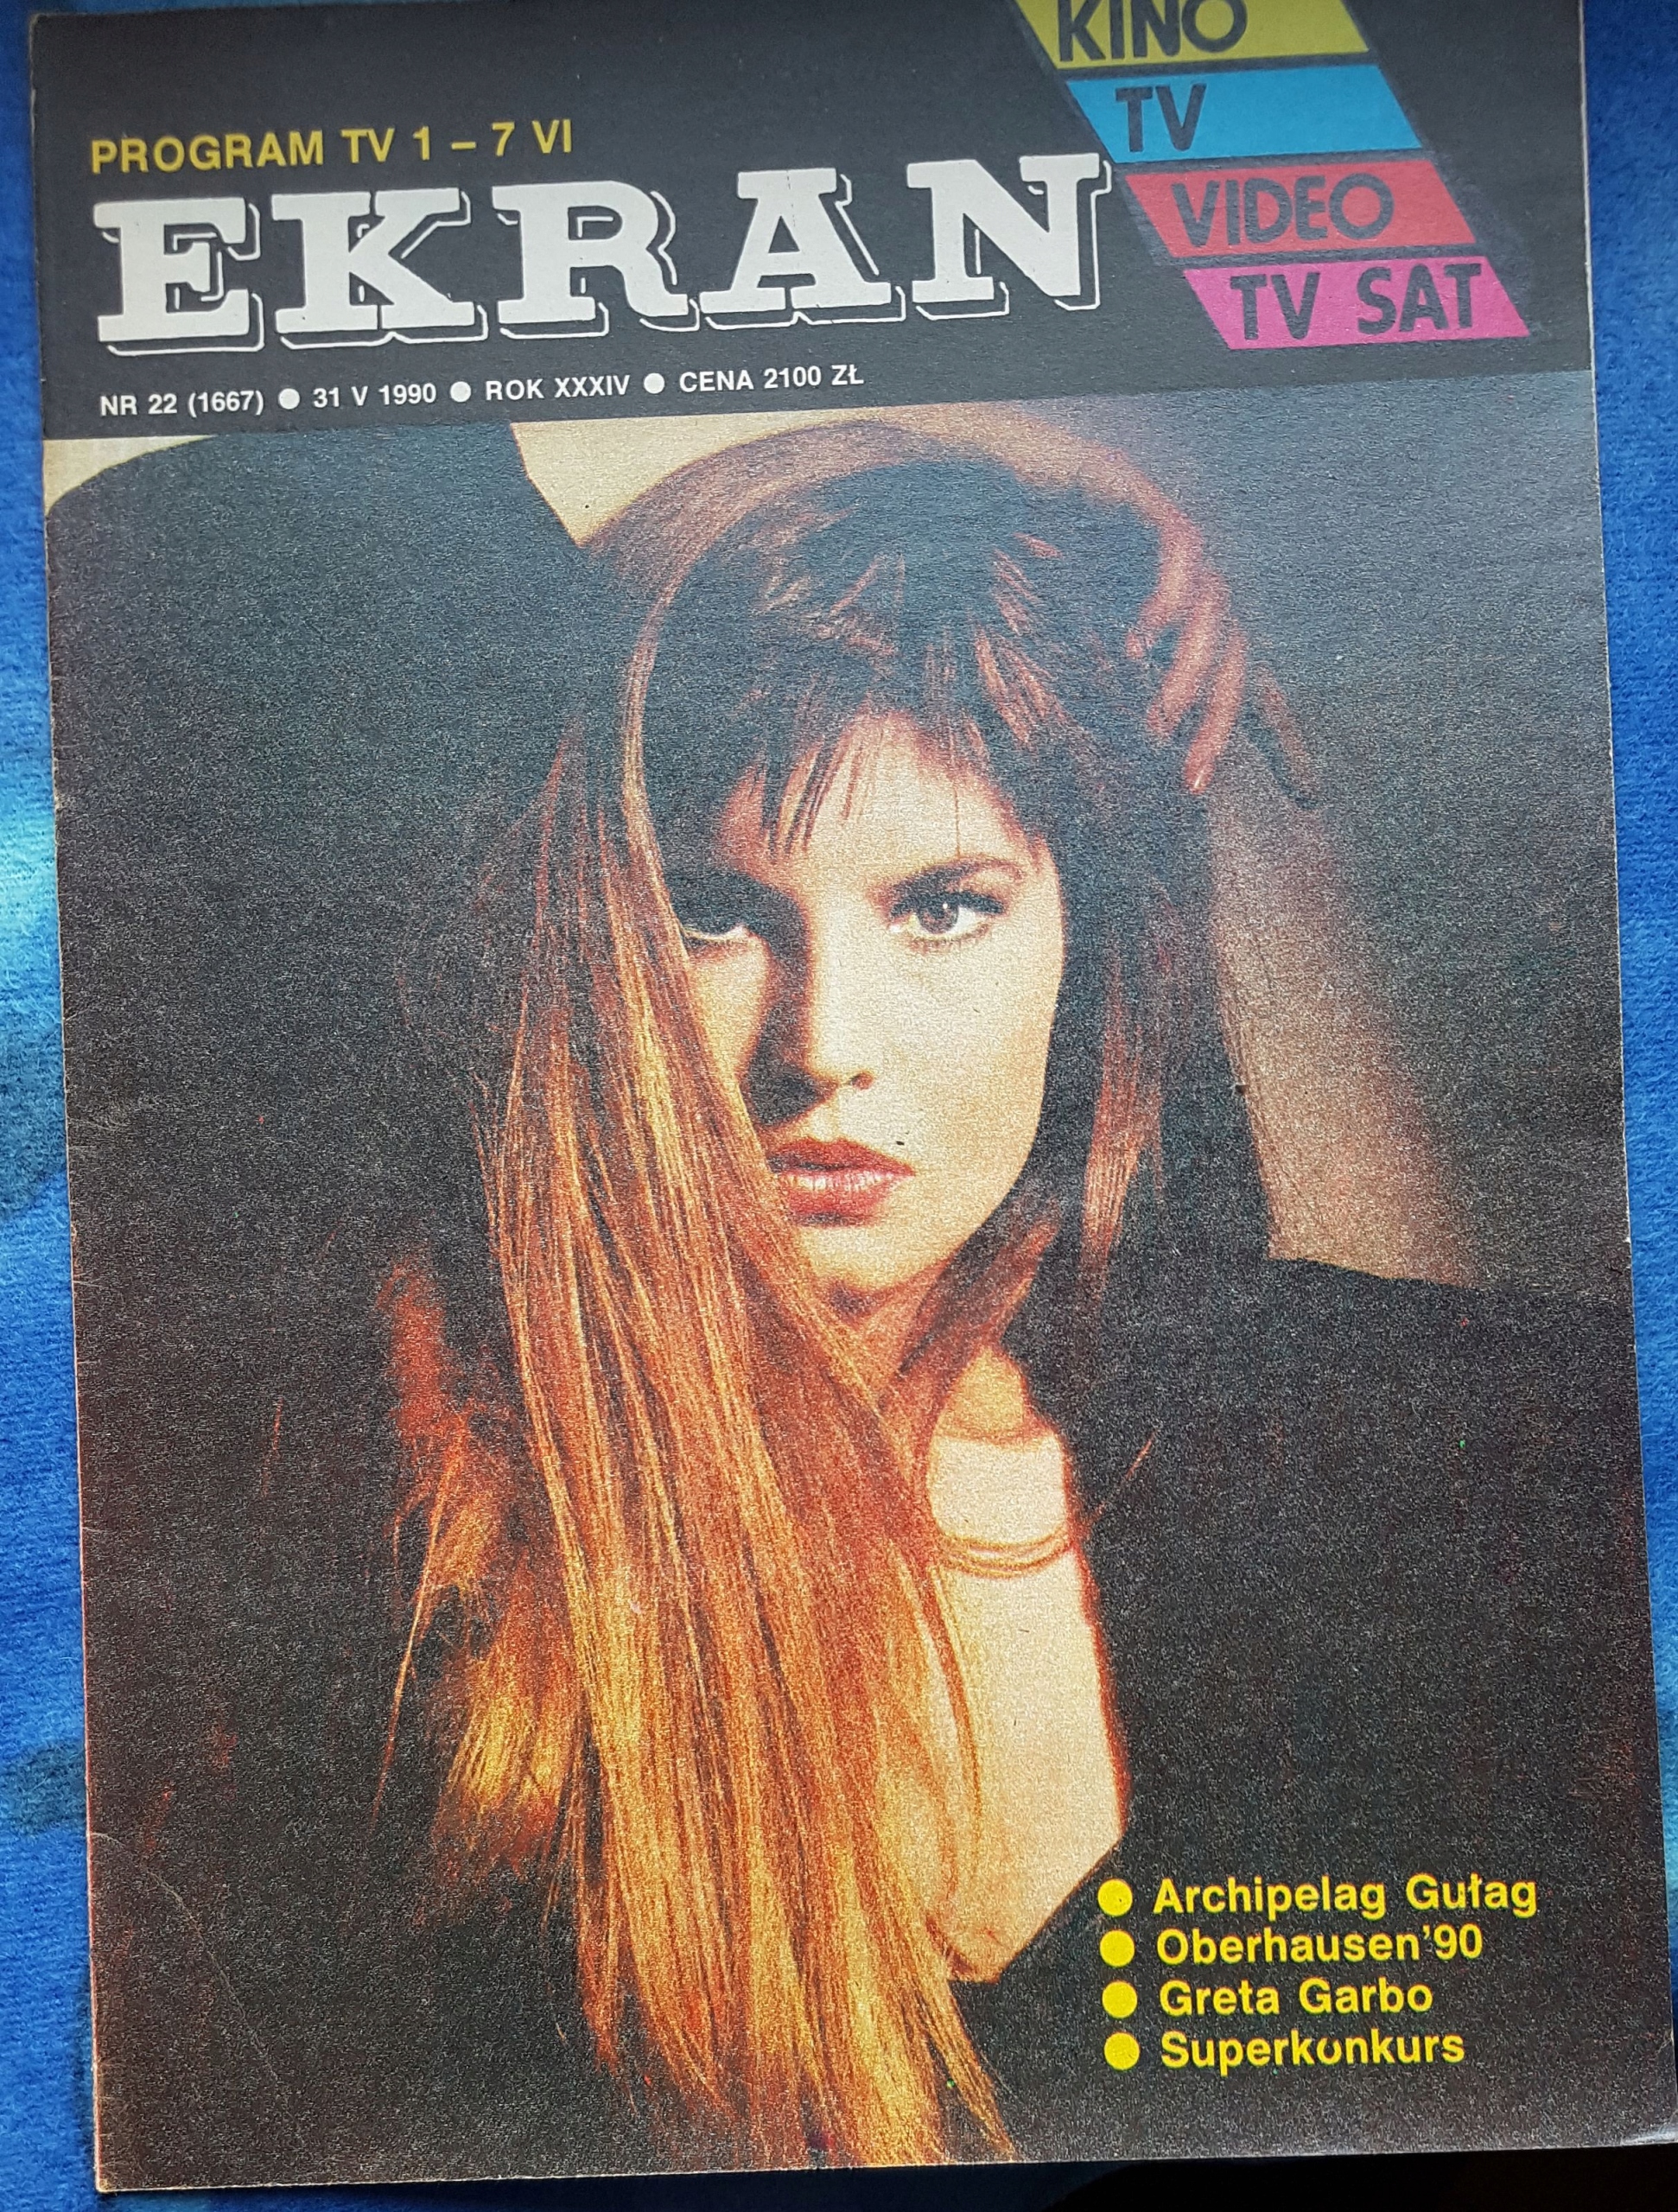 KINO
TV
VIDEO
TV SAT
PROGRAM TV 1 – 7 VI
EKRAN
NR 22 (1667) ● 31 V 1990 ● ROK XXXIV ● CENA 2100 ZŁ
● Archipelag Gułag
● Oberhausen'90
● Greta Garbo
● Superkonkurs